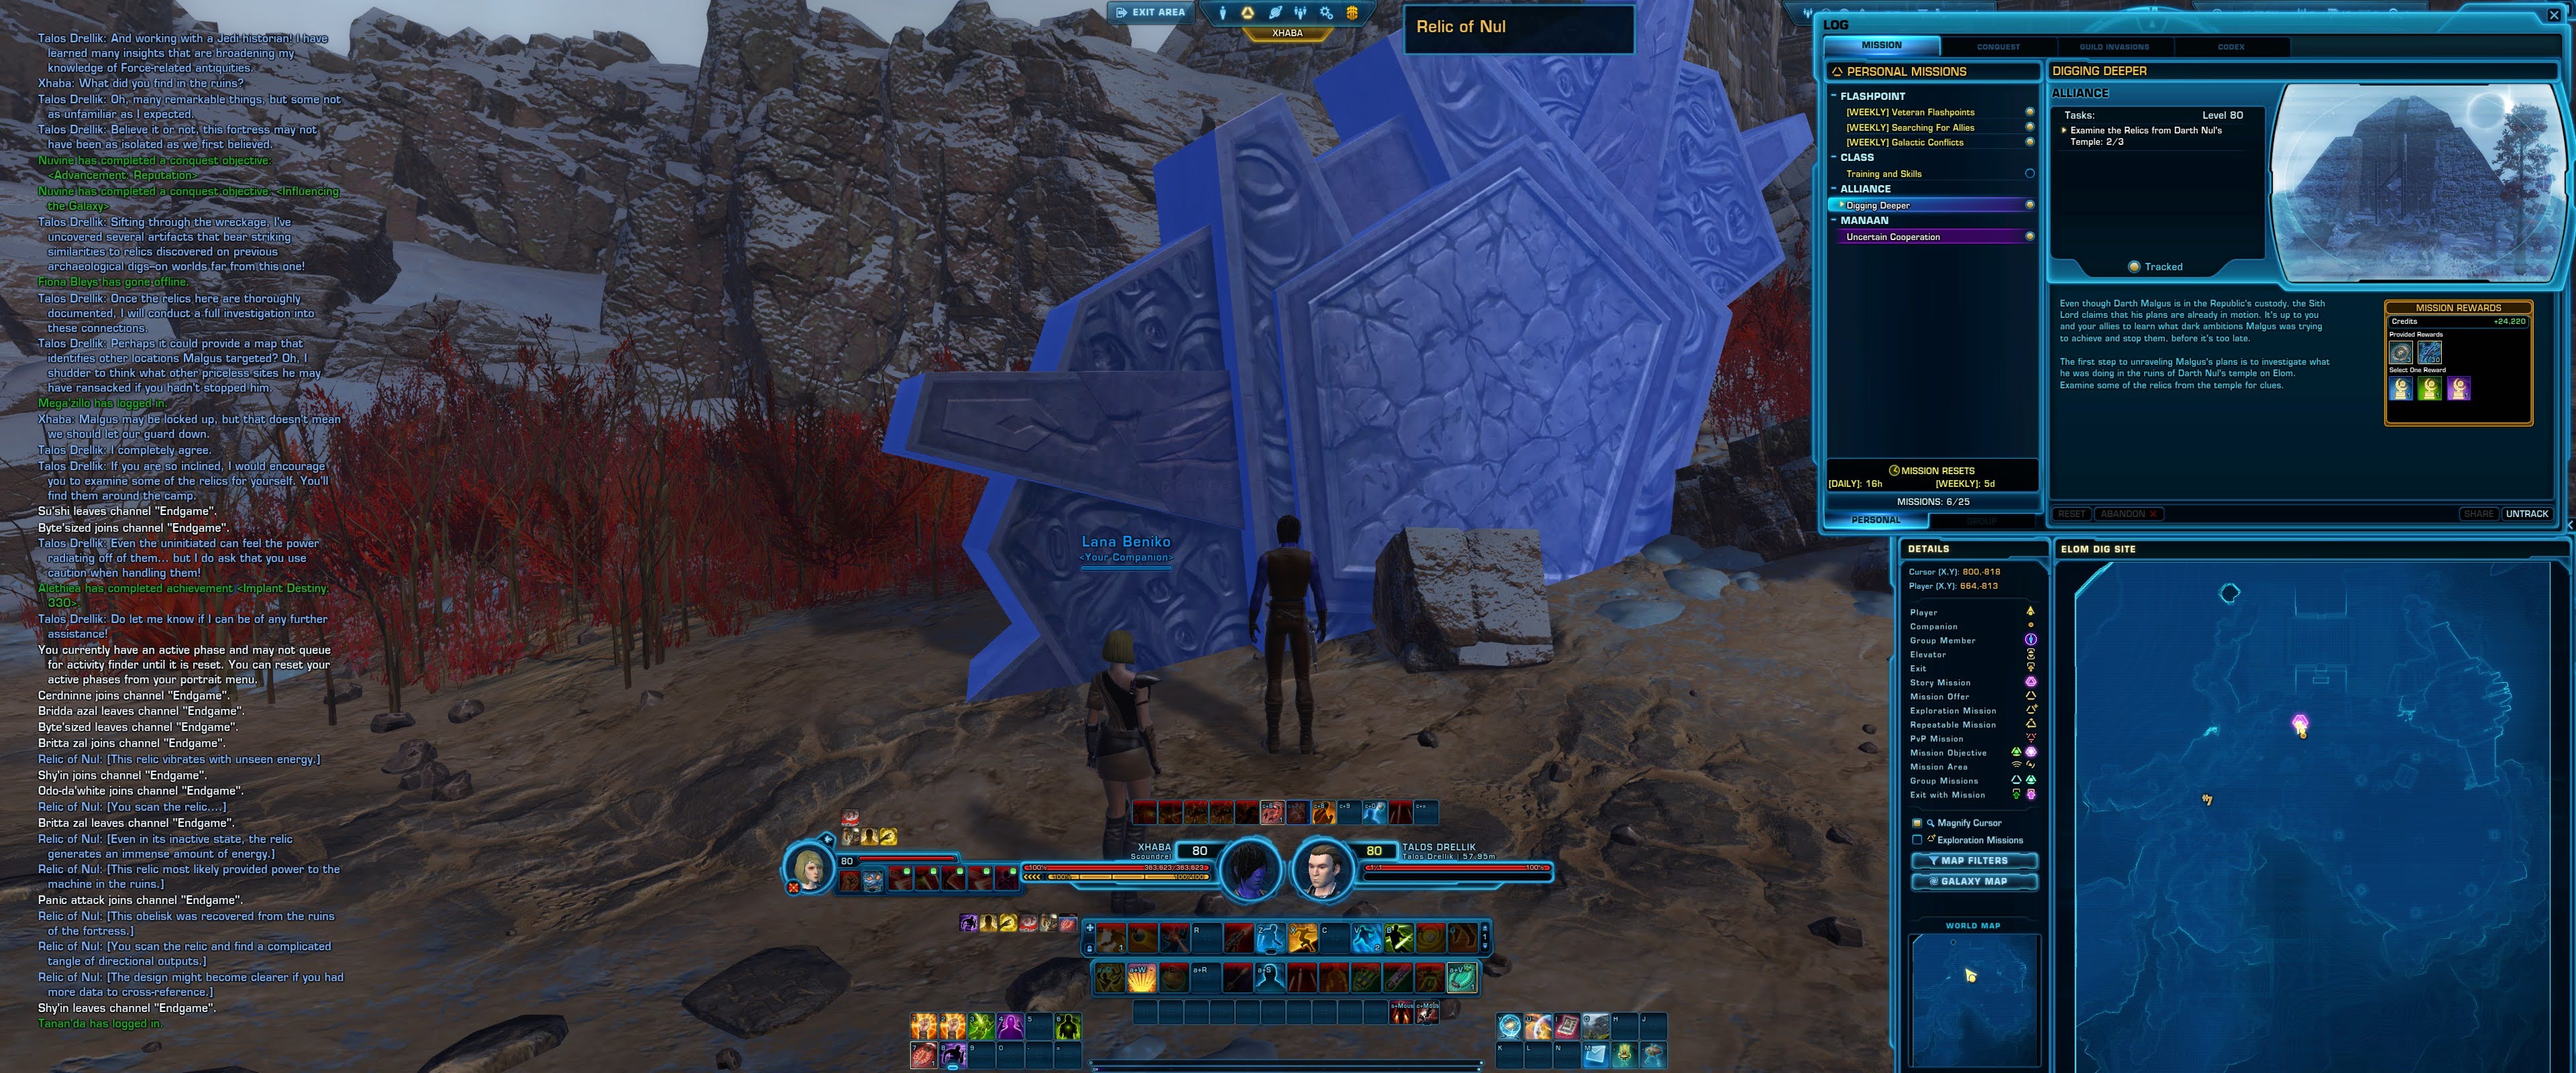 Talos Drellik: And working with a Jedi historian! I have
learned many insights that are broadening my
knowledge of Force-related antiquities.
Xhaba: What did you find in the ruins?
Talos Drellik: Oh, many remarkable things, but some not
as unfamiliar as I expected.
Talos Drellik: Believe it or not, this fortress may not
have been as isolated as we first believed.
Nuvine has completed a conquest objective:
<Advancement: Reputation>
Nuvine has completed a conquest objective: <Influencing
the Galaxy>
Talos Drellik: Sifting through the wreckage, I've
uncovered several artifacts that bear striking
similarities to relics discovered on previous
archaeological digs–on worlds far from this one!
Fiona Bleys has gone offline.
Talos Drellik: Once the relics here are thoroughly
documented, I will conduct a full investigation into
these connections.
Talos Drellik: Perhaps it could provide a map that
identifies other locations Malgus targeted? Oh, I
shudder to think what other priceless sites he may
have ransacked if you hadn't stopped him.
Mega'zillo has logged in.
Xhaba: Malgus may be locked up, but that doesn't mean
we should let our guard down.
Talos Drellik: I completely agree.
Talos Drellik: If you are so inclined, I would encourage
you to examine some of the relics for yourself. You'll
find them around the camp.
Su'shi leaves channel "Endgame".
Byte'sized joins channel "Endgame".
Talos Drellik: Even the uninitiated can feel the power
radiating off of them... but I do ask that you use
caution when handling them!
Alethiea has completed achievement <Implant Destiny:
330>
Talos Drellik: Do let me know if I can be of any further
assistance!
You currently have an active phase and may not queue
for activity finder until it is reset. You can reset your
active phases from your portrait menu.
Cerdninne joins channel "Endgame".
Bridda azal leaves channel "Endgame".
Byte'sized leaves channel "Endgame".
Britta zal joins channel "Endgame".
Relic of Nul: [This relic vibrates with unseen energy.]
Shy'in joins channel "Endgame".
Odo-da'white joins channel "Endgame".
Relic of Nul: [You scan the relic....]
Britta zal leaves channel "Endgame".
Relic of Nul: [Even in its inactive state, the relic
generates an immense amount of energy.]
Relic of Nul: [This relic most likely provided power to the
machine in the ruins.]
Panic attack joins channel "Endgame".
Relic of Nul: [This obelisk was recovered from the ruins
of the fortress.]
Relic of Nul: [You scan the relic and find a complicated
tangle of directional outputs.]
Relic of Nul: [The design might become clearer if you had
more data to cross-reference.]
Shy'in leaves channel "Endgame".
Tanan'da has logged in.
EXIT AREA
XHABA
Relic of Nul
Lana Beniko
<Your Companion>
80
XHABA
Scoundrel
80
100%
363,623/363,623
100%
100/100
80
TALOS DRELLIK
Talos Drellik | 57.95m
1/1
100%
LOG
MISSION
CONQUEST
GUILD INVASIONS
CODEX
PERSONAL MISSIONS
FLASHPOINT
[WEEKLY] Veteran Flashpoints
[WEEKLY] Searching For Allies
[WEEKLY] Galactic Conflicts
CLASS
Training and Skills
ALLIANCE
Digging Deeper
MANAAN
Uncertain Cooperation
MISSION RESETS
[DAILY]: 16h
[WEEKLY]: 5d
MISSIONS: 6/25
PERSONAL
GROUP
DIGGING DEEPER
ALLIANCE
Tasks:
Level 80
Examine the Relics from Darth Nul's
Temple: 2/3
Tracked
Even though Darth Malgus is in the Republic's custody, the Sith
Lord claims that his plans are already in motion. It's up to you
and your allies to learn what dark ambitions Malgus was trying
to achieve and stop them, before it's too late.
The first step to unraveling Malgus's plans is to investigate what
he was doing in the ruins of Darth Nul's temple on Elom.
Examine some of the relics from the temple for clues.
MISSION REWARDS
Credits
+24,220
Provided Rewards
Select One Reward
RESET
ABANDON
SHARE
UNTRACK
DETAILS
Cursor (X,Y): 800,-818
Player (X,Y): 664,-813
Player
Companion
Group Member
Elevator
Exit
Story Mission
Mission Offer
Exploration Mission
Repeatable Mission
PvP Mission
Mission Objective
Mission Area
Group Missions
Exit with Mission
Magnify Cursor
Exploration Missions
MAP FILTERS
GALAXY MAP
WORLD MAP
ELOM DIG SITE